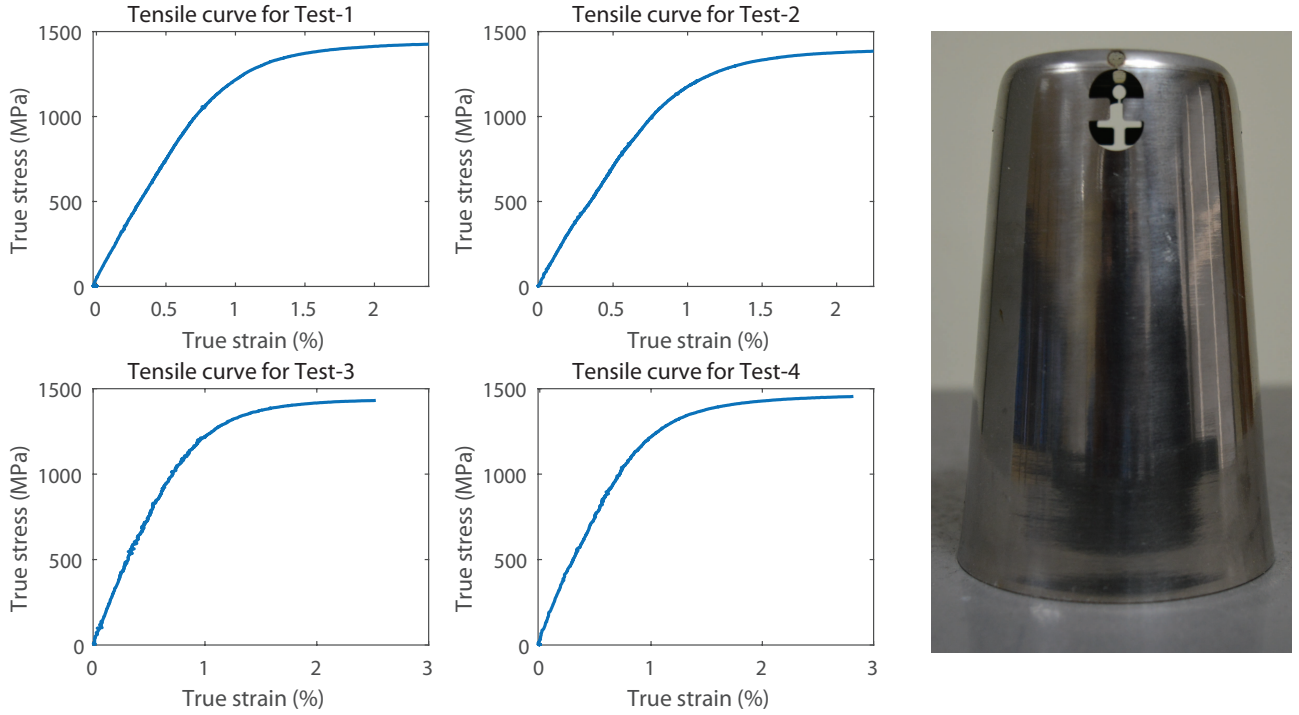 Tensile curve for Test-1
1500
1000
500
0
0
0.5
1
1.5
2
True stress (MPa)
True strain (%)
Tensile curve for Test-2
1500
1000
500
0
0
0.5
1
1.5
2
True stress (MPa)
True strain (%)
Tensile curve for Test-3
1500
1000
500
0
0
1
2
3
True stress (MPa)
True strain (%)
Tensile curve for Test-4
1500
1000
500
0
0
1
2
3
True stress (MPa)
True strain (%)